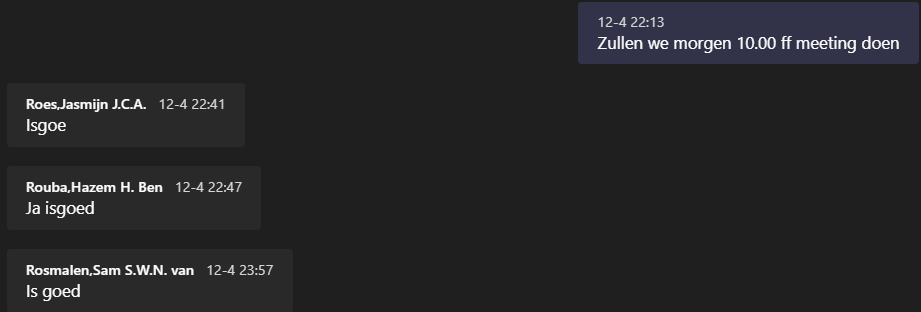 12-4 22:13
Zullen we morgen 10.00 ff meeting doen
Roes,Jasmijn J.C.A. 12-4 22:41
Isgoe
Rouba,Hazem H. Ben 12-4 22:47
Ja isgoed
Rosmalen,Sam S.W.N. van 12-4 23:57
Is goed